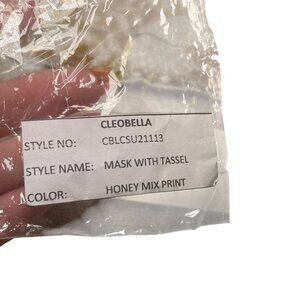 CLEOBELLA
STYLE NO: CBLCSU21113
STYLE NAME: MASK WITH TASSEL
COLOR: HONEY MIX PRINT